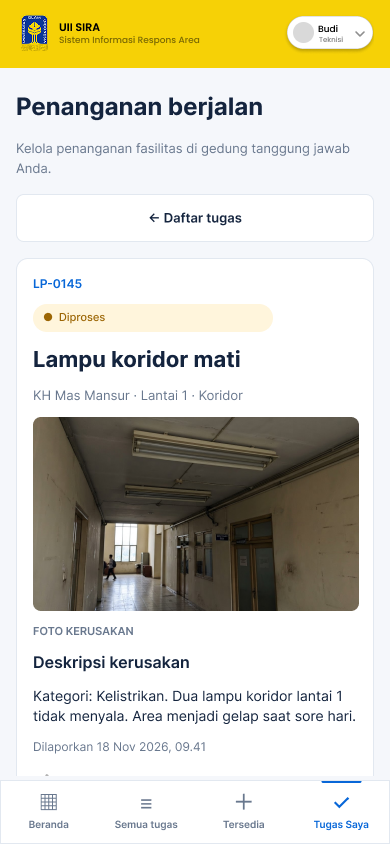 UII SIRA
Sistem Informasi Respons Area
Budi
Teknisi
Penanganan berjalan
Kelola penanganan fasilitas di gedung tanggung jawab
Anda.
← Daftar tugas
LP-0145
Diproses
Lampu koridor mati
KH Mas Mansur · Lantai 1 · Koridor
FOTO KERUSAKAN
Deskripsi kerusakan
Kategori: Kelistrikan. Dua lampu koridor lantai 1
tidak menyala. Area menjadi gelap saat sore hari.
Dilaporkan 18 Nov 2026, 09.41
Beranda
Semua tugas
Tersedia
Tugas Saya